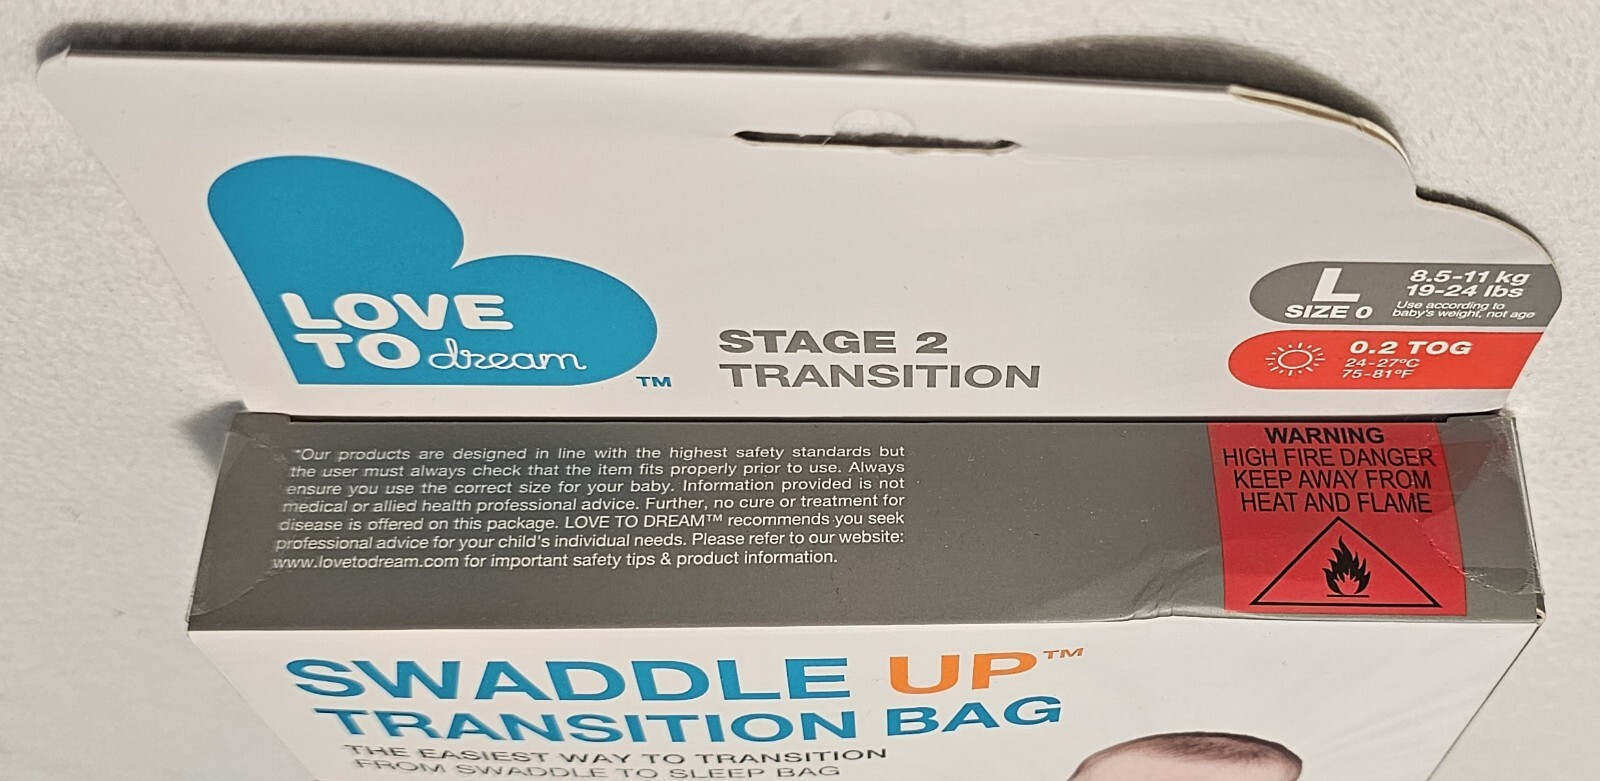 LOVE
TO dream
™
STAGE 2
TRANSITION
L
SIZE 0
8.5-11 kg
19-24 lbs
Use according to
baby's weight, not age
0.2 TOG
24-27°C
75-81°F
*Our products are designed in line with the highest safety standards but
the user must always check that the item fits properly prior to use. Always
ensure you use the correct size for your baby. Information provided is not
medical or allied health professional advice. Further, no cure or treatment for
disease is offered on this package. LOVE TO DREAM™ recommends you seek
professional advice for your child's individual needs. Please refer to our website:
www.lovetodream.com for important safety tips & product information.
WARNING
HIGH FIRE DANGER
KEEP AWAY FROM
HEAT AND FLAME
SWADDLE UP™
TRANSITION BAG
THE EASIEST WAY TO TRANSITION
FROM SWADDLE TO SLEEP BAG